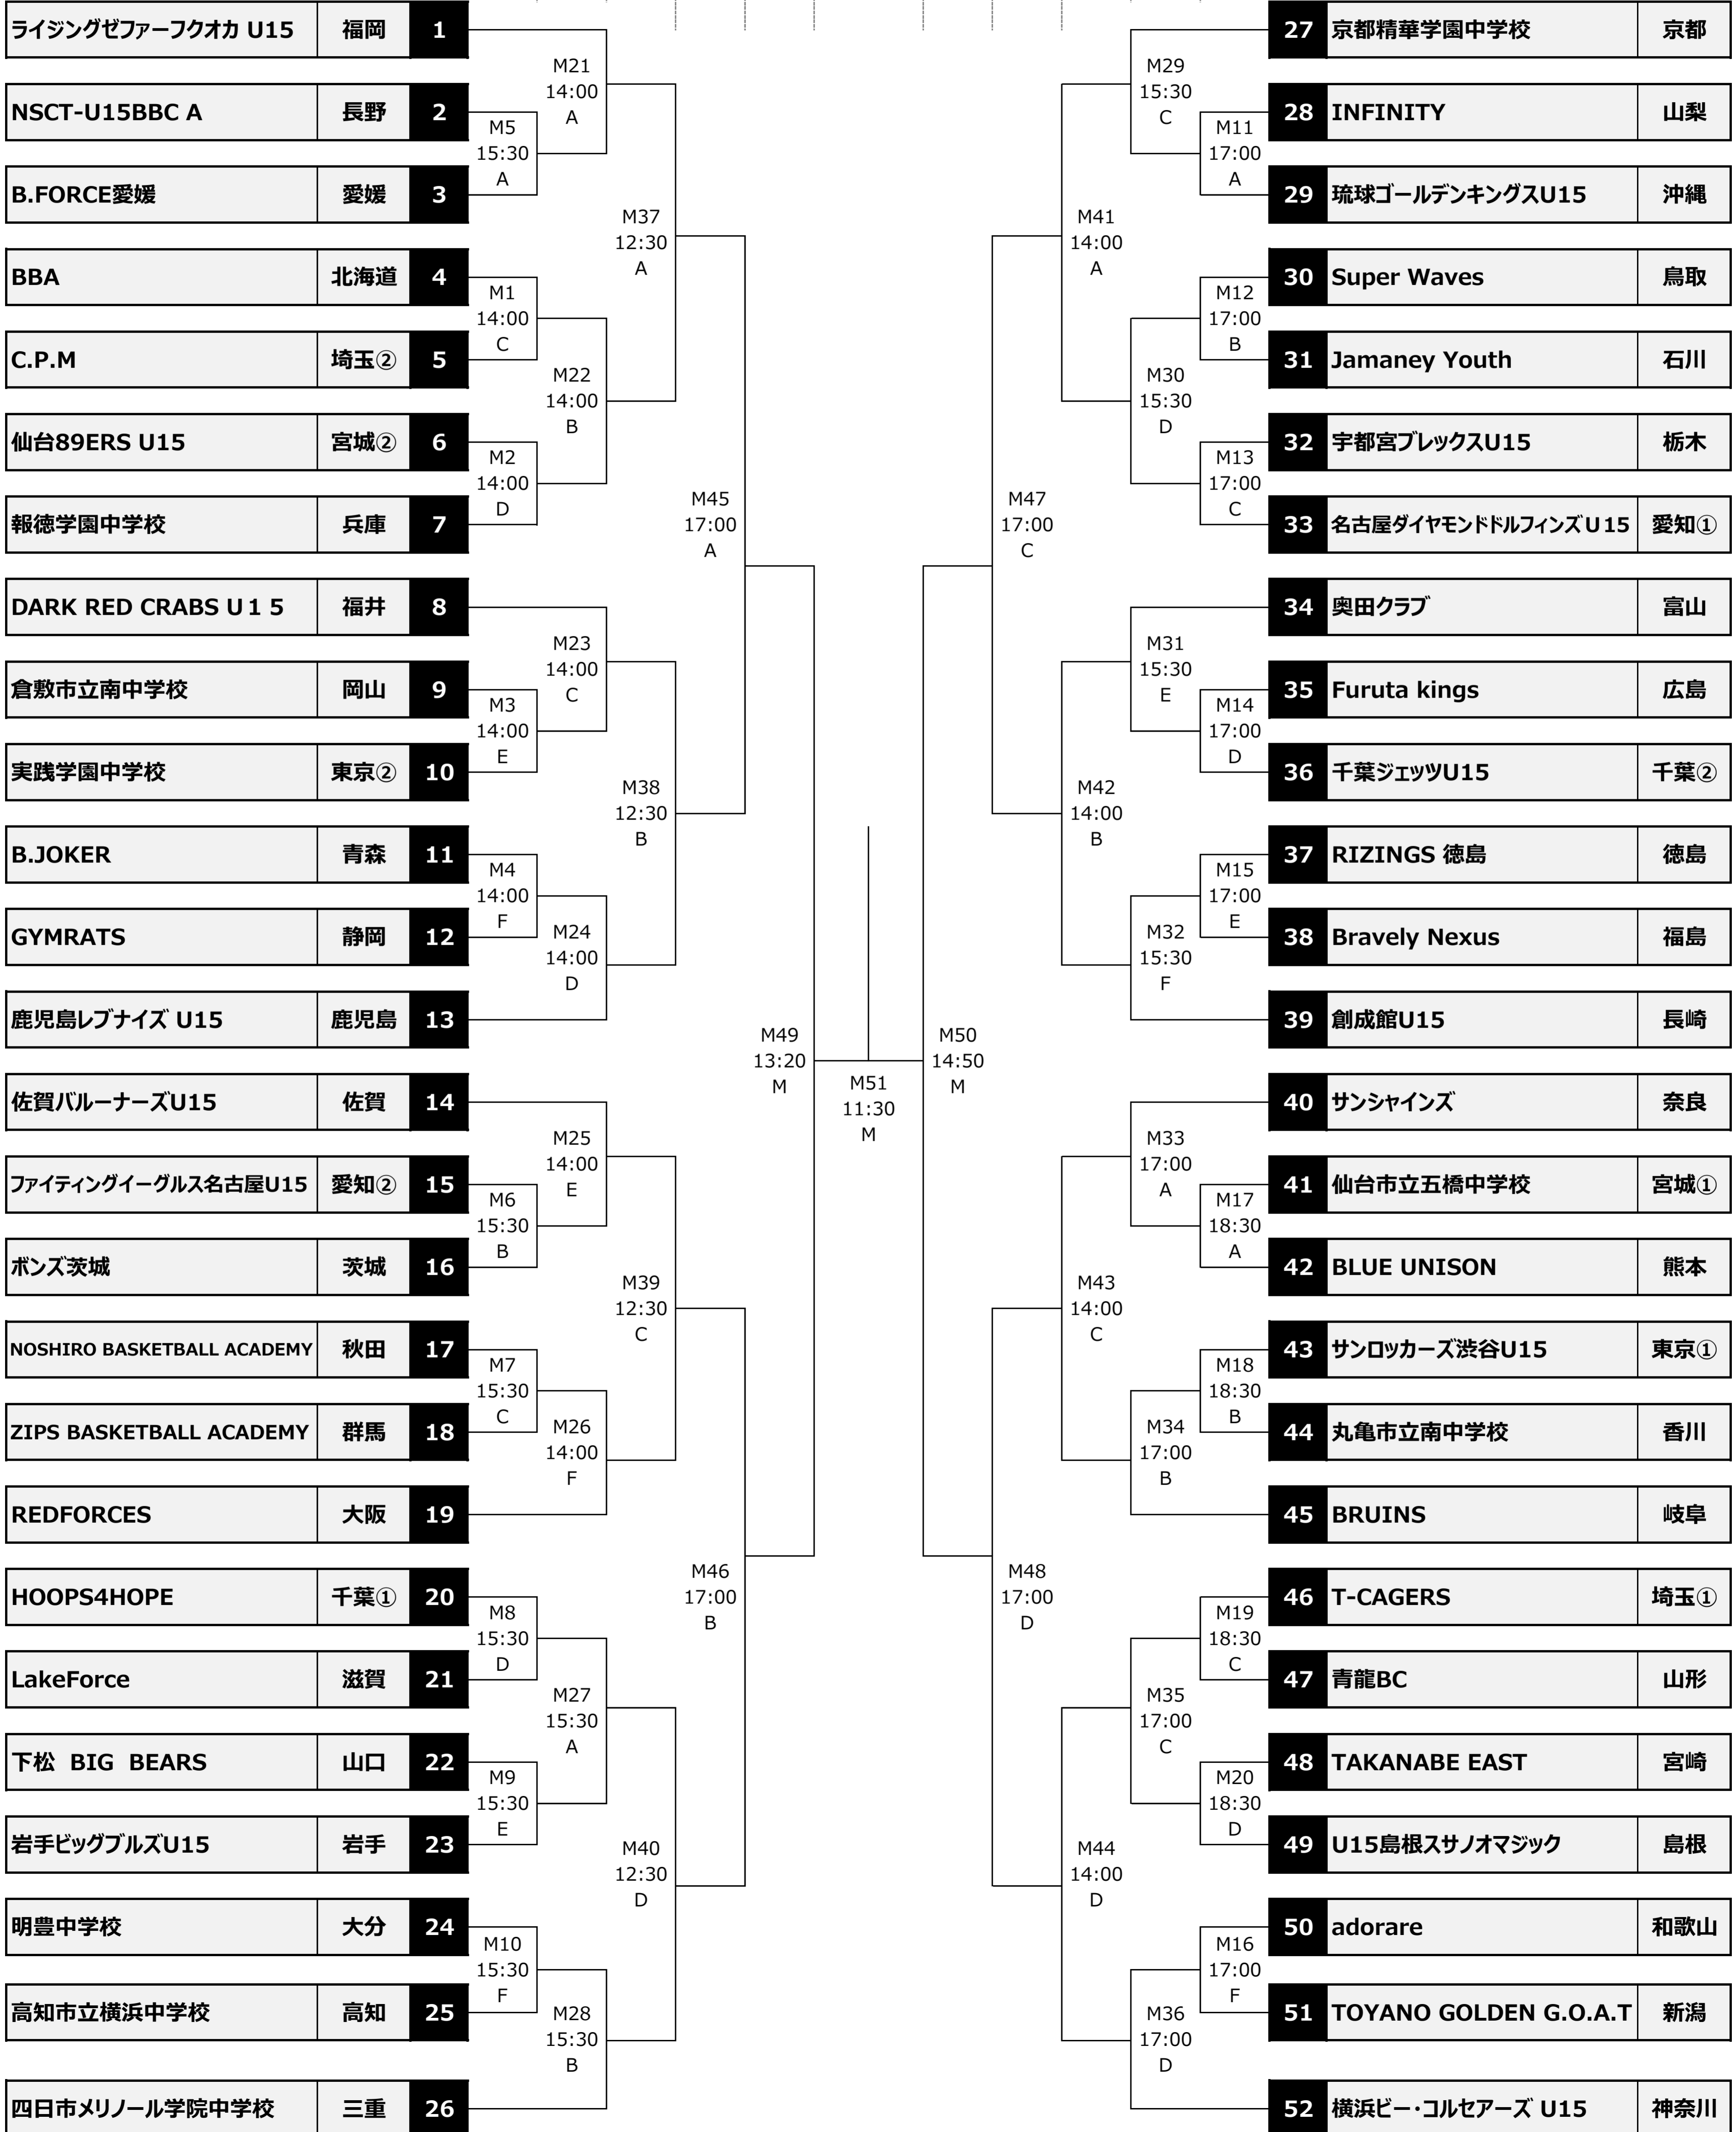 ライジングゼファーフクオカ U15 福岡 1
NSCT-U15BBC A 長野 2
B.FORCE愛媛 愛媛 3
BBA 北海道 4
C.P.M 埼玉② 5
仙台89ERS U15 宮城② 6
報徳学園中学校 兵庫 7
DARK RED CRABS U１５ 福井 8
倉敷市立南中学校 岡山 9
実践学園中学校 東京② 10
B.JOKER 青森 11
GYMRATS 静岡 12
鹿児島レブナイズ U15 鹿児島 13
佐賀バルーナーズU15 佐賀 14
ファイティングイーグルス名古屋U15 愛知② 15
ボンズ茨城 茨城 16
NOSHIRO BASKETBALL ACADEMY 秋田 17
ZIPS BASKETBALL ACADEMY 群馬 18
REDFORCES 大阪 19
HOOPS4HOPE 千葉① 20
LakeForce 滋賀 21
下松 BIG BEARS 山口 22
岩手ビッグブルズU15 岩手 23
明豊中学校 大分 24
高知市立横浜中学校 高知 25
四日市メリノール学院中学校 三重 26
M5
15:30
A
M1
14:00
C
M2
14:00
D
M3
14:00
E
M4
14:00
F
M6
15:30
B
M7
15:30
C
M8
15:30
D
M9
15:30
E
M10
15:30
F
M21
14:00
A
M22
14:00
B
M23
14:00
C
M24
14:00
D
M25
14:00
E
M26
14:00
F
M27
15:30
A
M28
15:30
B
M37
12:30
A
M38
12:30
B
M39
12:30
C
M40
12:30
D
M45
17:00
A
M46
17:00
B
M49
13:20
M
M51
11:30
M
M50
14:50
M
M47
17:00
C
M48
17:00
D
M41
14:00
A
M42
14:00
B
M43
14:00
C
M44
14:00
D
M29
15:30
C
M30
15:30
D
M31
15:30
E
M32
15:30
F
M33
17:00
A
M34
17:00
B
M35
17:00
C
M36
17:00
D
M11
17:00
A
M12
17:00
B
M13
17:00
C
M14
17:00
D
M15
17:00
E
M17
18:30
A
M18
18:30
B
M19
18:30
C
M20
18:30
D
M16
17:00
F
27 京都精華学園中学校 京都
28 INFINITY 山梨
29 琉球ゴールデンキングスU15 沖縄
30 Super Waves 鳥取
31 Jamaney Youth 石川
32 宇都宮ブレックスU15 栃木
33 名古屋ダイヤモンドドルフィンズＵ15 愛知①
34 奥田クラブ 富山
35 Furuta kings 広島
36 千葉ジェッツU15 千葉②
37 RIZINGS 徳島 徳島
38 Bravely Nexus 福島
39 創成館U15 長崎
40 サンシャインズ 奈良
41 仙台市立五橋中学校 宮城①
42 BLUE UNISON 熊本
43 サンロッカーズ渋谷U15 東京①
44 丸亀市立南中学校 香川
45 BRUINS 岐阜
46 T-CAGERS 埼玉①
47 青龍BC 山形
48 TAKANABE EAST 宮崎
49 U15島根スサノオマジック 島根
50 adorare 和歌山
51 TOYANO GOLDEN G.O.A.T 新潟
52 横浜ビー・コルセアーズ U15 神奈川